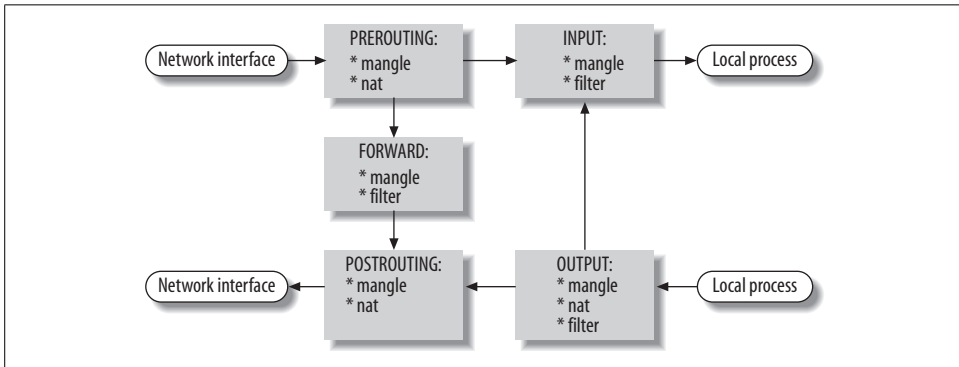 Network interface
PREROUTING:
* mangle
* nat
INPUT:
* mangle
* filter
Local process
FORWARD:
* mangle
* filter
Network interface
POSTROUTING:
* mangle
* nat
OUTPUT:
* mangle
* nat
* filter
Local process